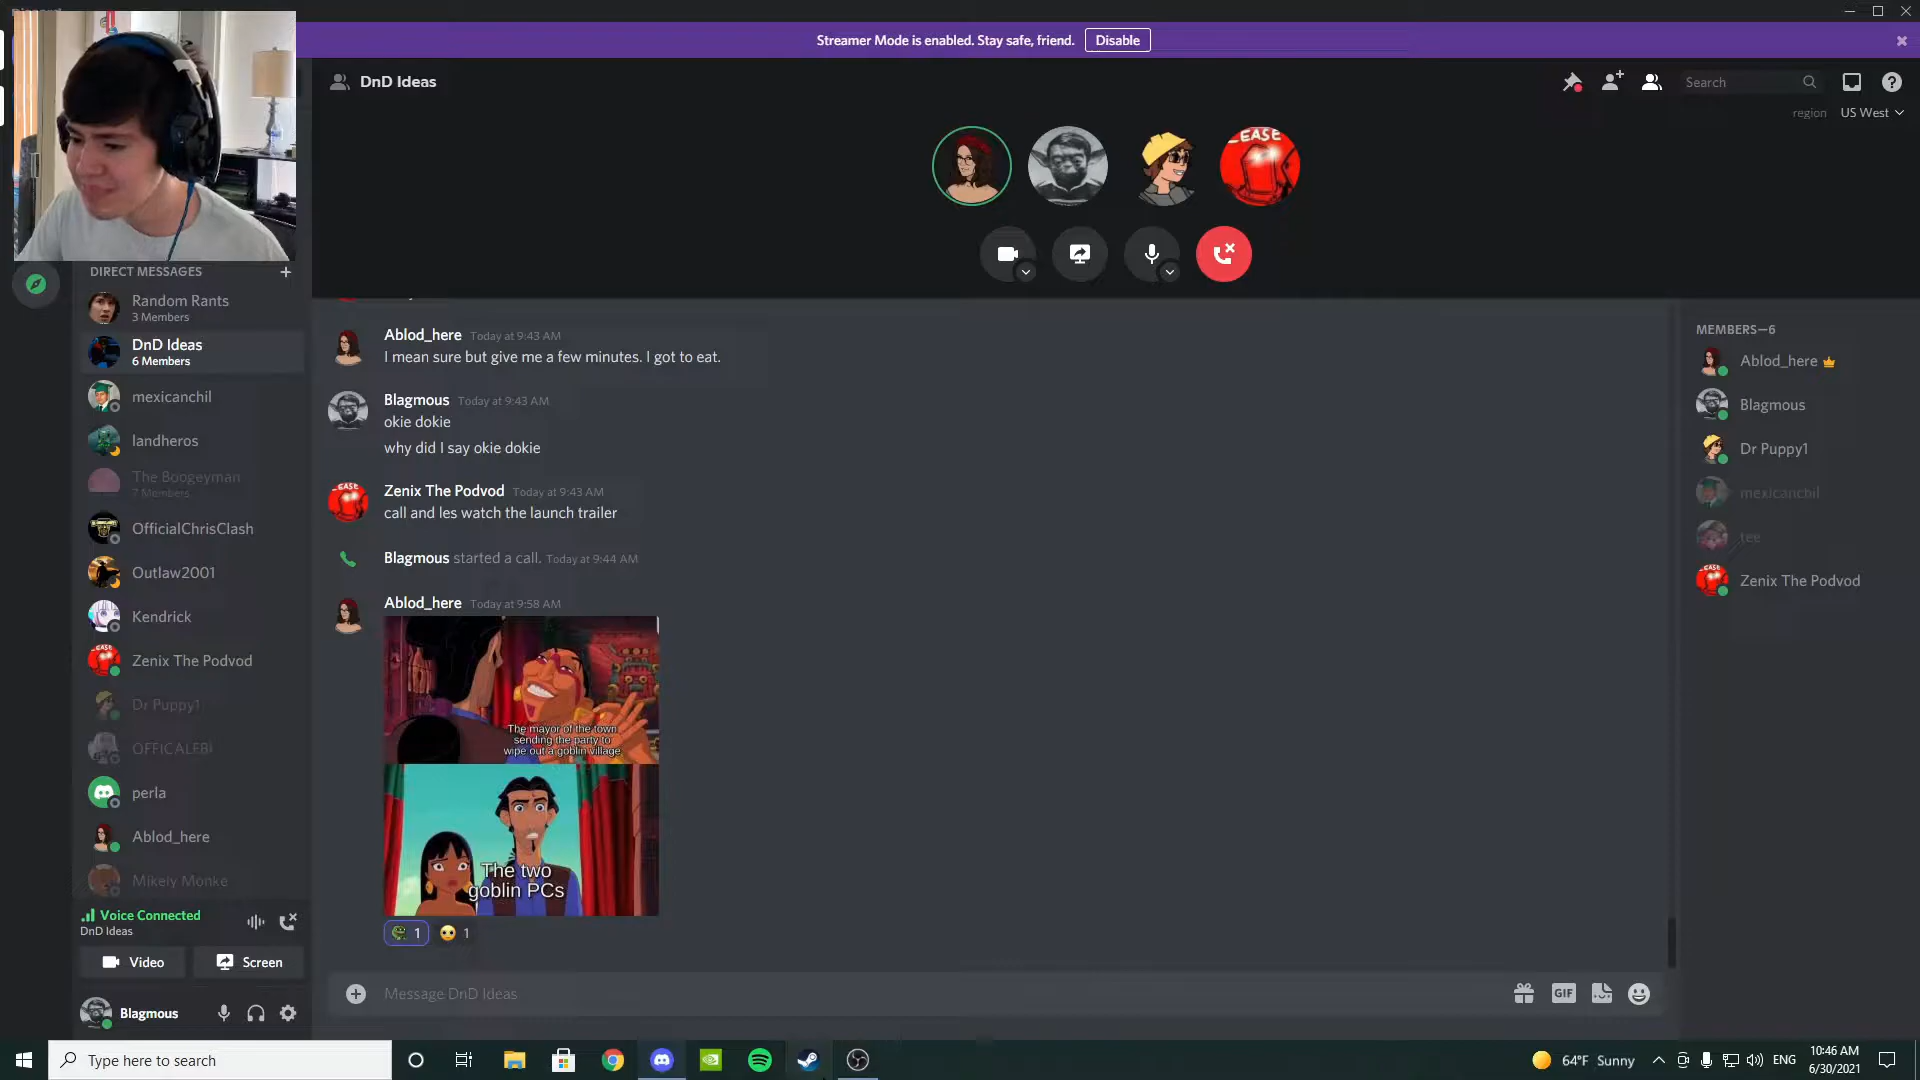 Streamer Mode is enabled. Stay safe, friend.
Disable
DnD Ideas
Search
region
US West
EASE
DIRECT MESSAGES
Random Rants
3 Members
DnD Ideas
6 Members
mexicanchil
landheros
The Boogeyman
7 Members
OfficialChrisClash
Outlaw2001
Kendrick
Zenix The Podvod
Dr Puppy1
OFFICALFBI
perla
Ablod_here
Mikely Monke
Voice Connected
DnD Ideas
Video
Screen
Blagmous
Ablod_here Today at 9:43 AM
I mean sure but give me a few minutes. I got to eat.
Blagmous Today at 9:43 AM
okie dokie
why did I say okie dokie
Zenix The Podvod Today at 9:43 AM
call and les watch the launch trailer
Blagmous started a call. Today at 9:44 AM
Ablod_here Today at 9:58 AM
The mayor of the town
sending the party to
wipe out a goblin village
The two
goblin PCs
1
1
Message DnD Ideas
GIF
MEMBERS—6
Ablod_here
Blagmous
Dr Puppy1
mexicanchil
tee
Zenix The Podvod
Type here to search
64°F Sunny
ENG
10:46 AM
6/30/2021